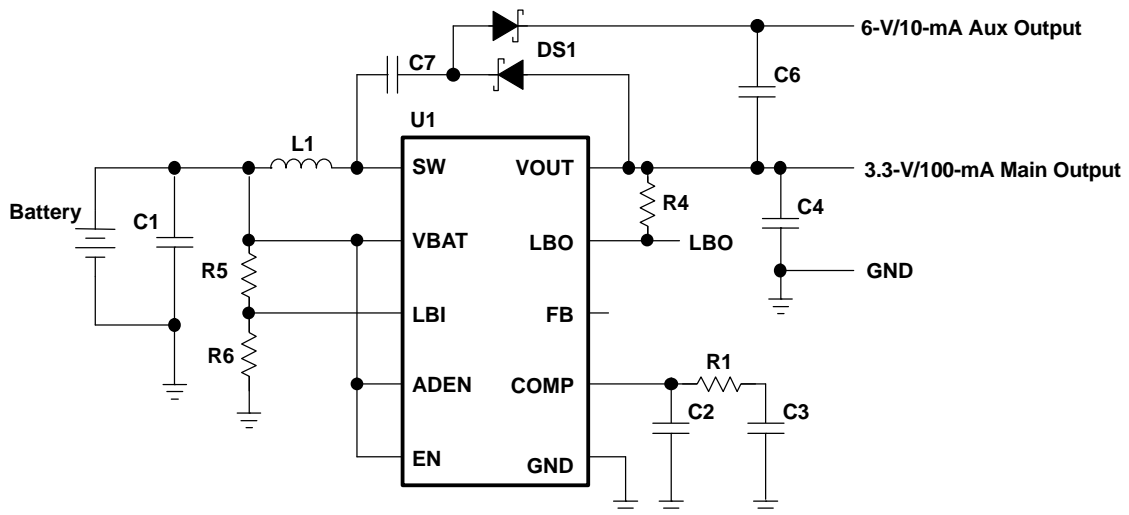 6-V/10-mA Aux Output
DS1
C7
C6
U1
L1
SW
VOUT
3.3-V/100-mA Main Output
R4
C4
Battery
C1
VBAT
LBO
LBO
R5
GND
LBI
FB
R6
R1
ADEN
COMP
C2
C3
EN
GND